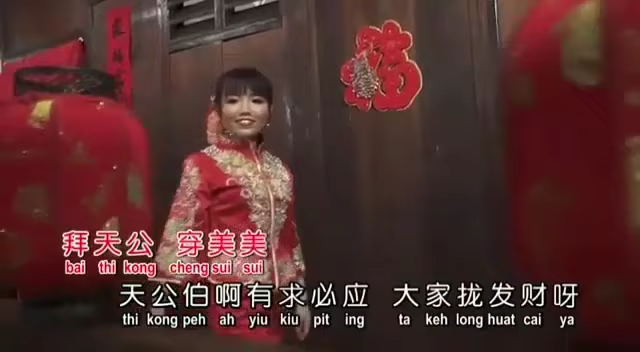 福
拜天公 穿美美
bai thi kong cheng sui sui
天公伯啊有求必应 大家拢发财呀
thi kong peh ah yiu kiu pit ing ta keh long huat cai ya